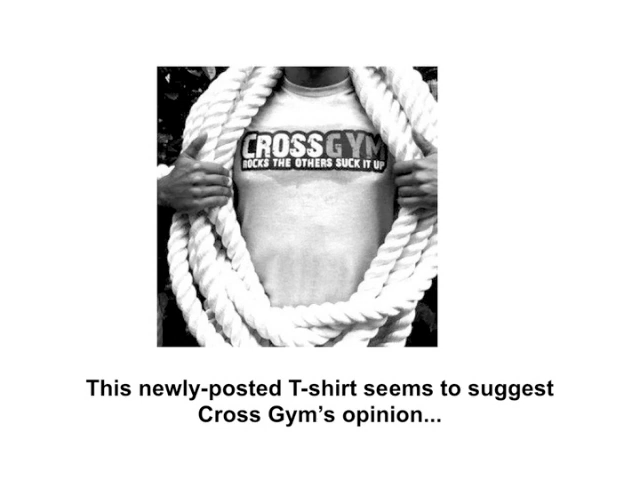 CROSSGYM
ROCKS THE OTHERS SUCK IT UP
This newly-posted T-shirt seems to suggest
Cross Gym’s opinion...